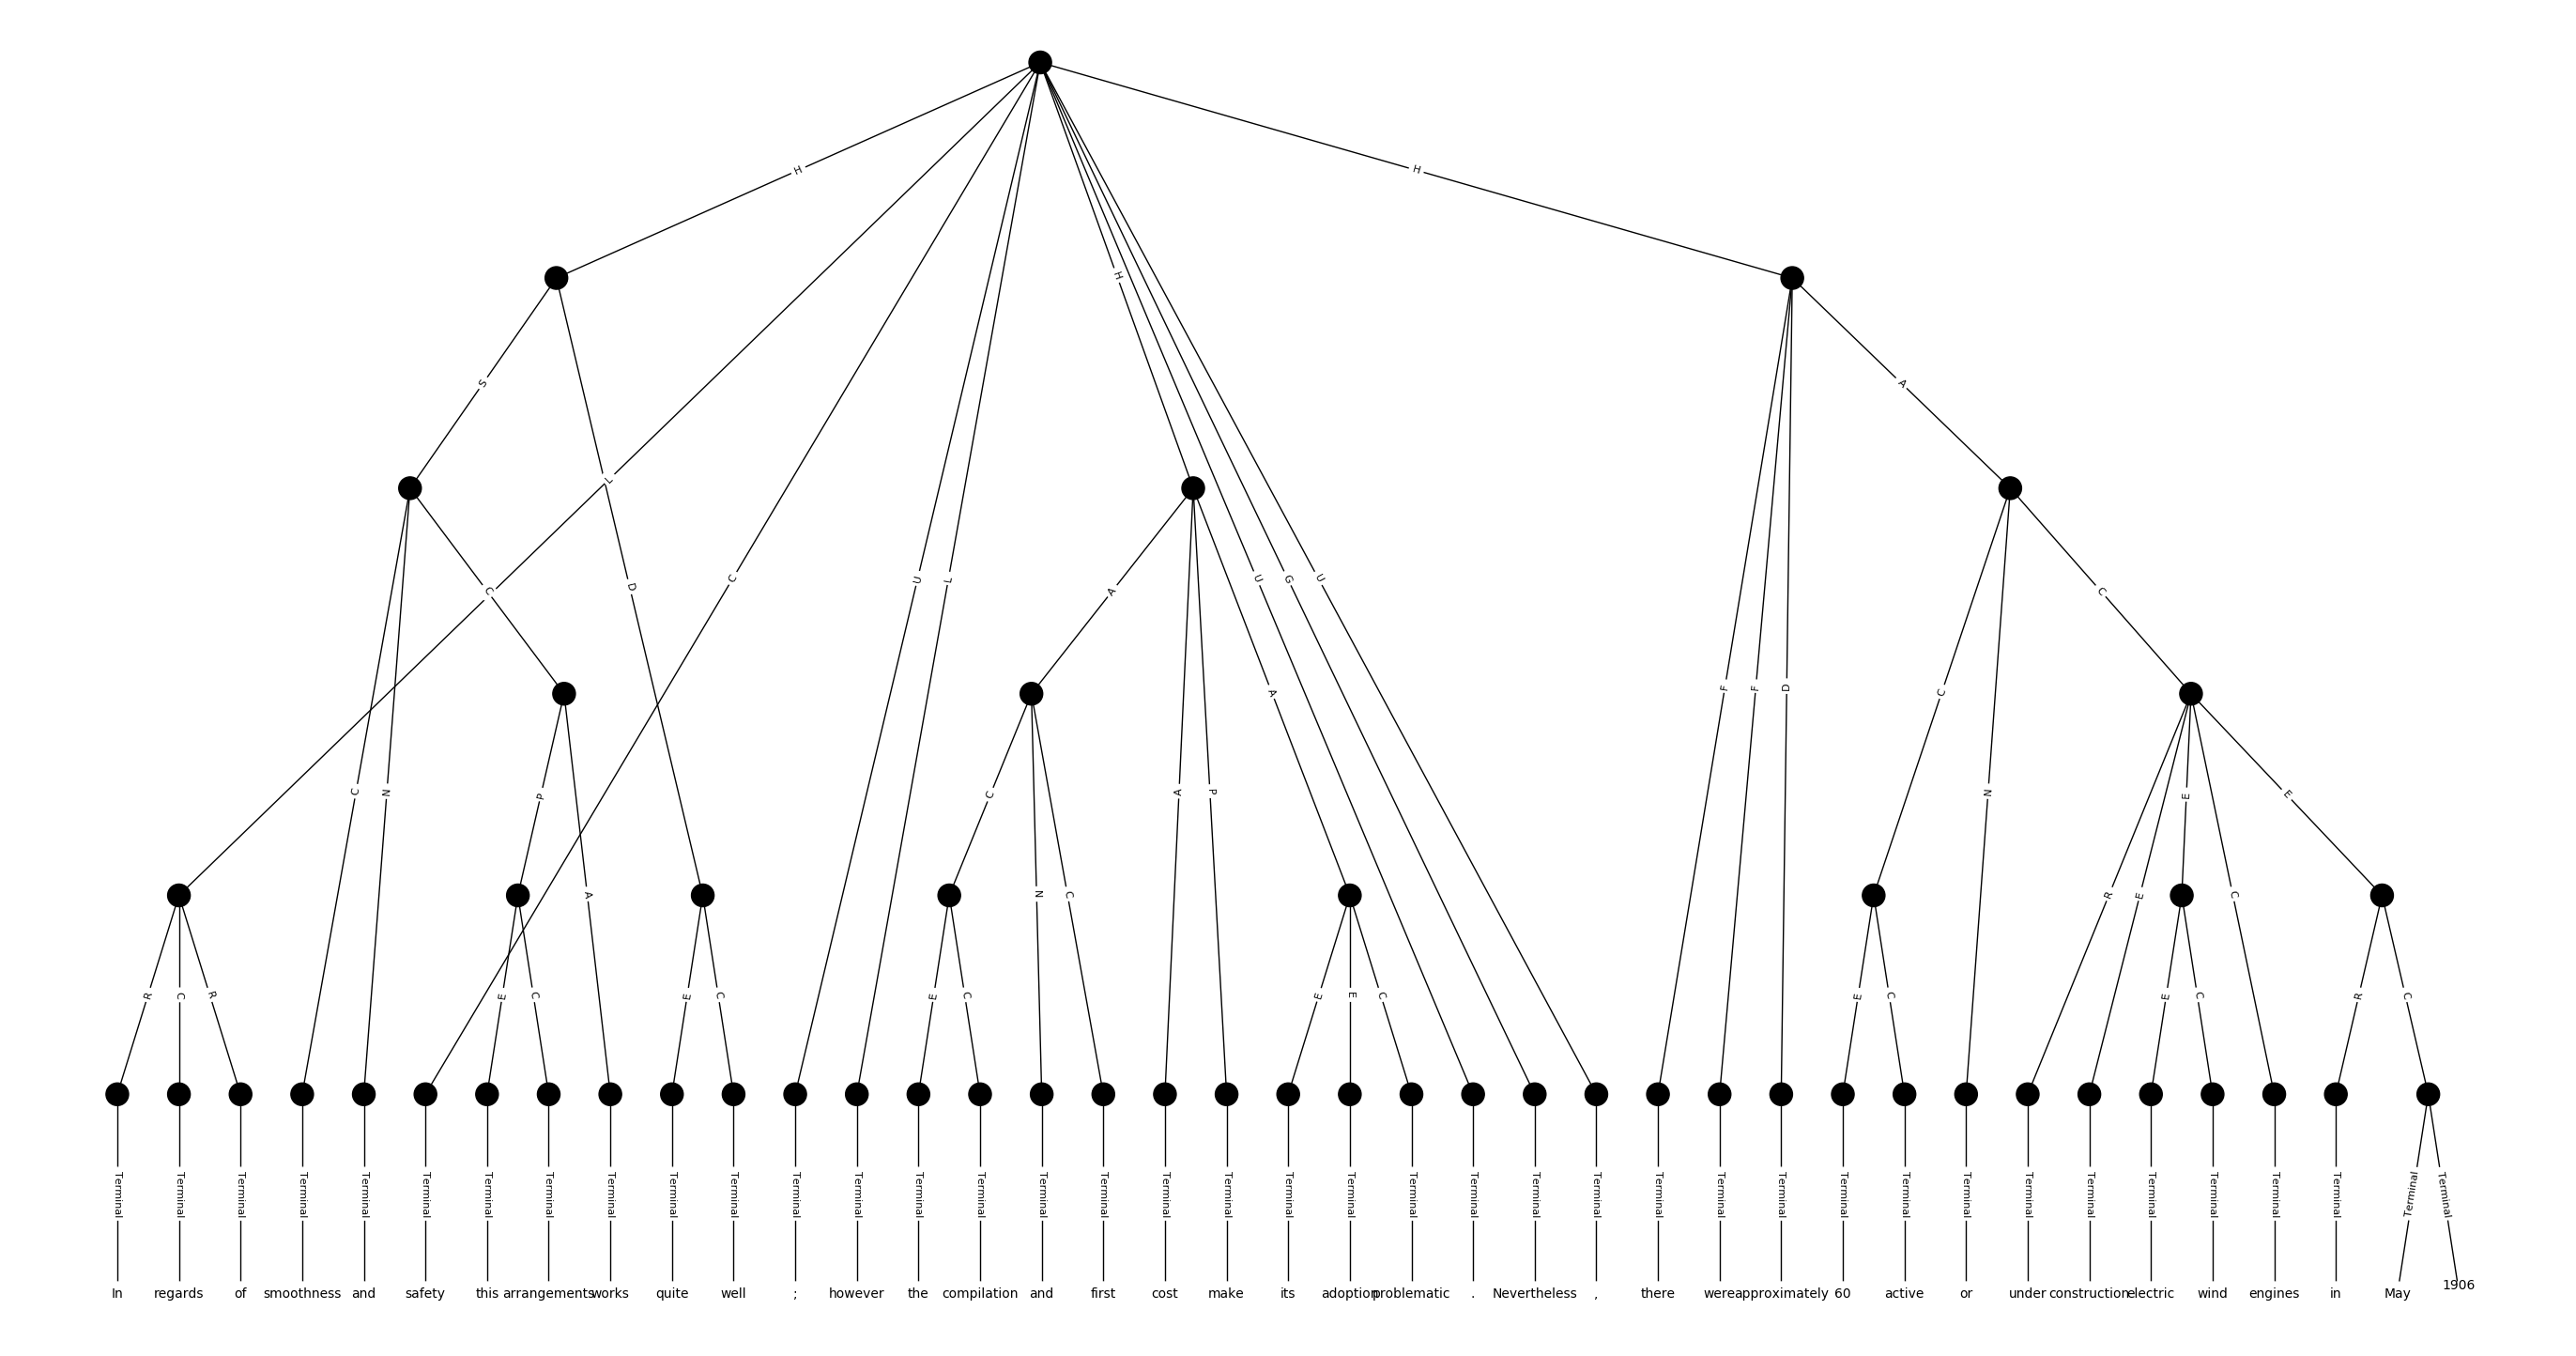 H H
H
S A
L
C L D C U L A U G U C
A F F D C
C N P A A P C N E E
A N C R E C
R C R E C E C E C E E C E C E C R C
Terminal Terminal Terminal Terminal Terminal Terminal Terminal Terminal Terminal Terminal Terminal Terminal Terminal Terminal Terminal Terminal Terminal Terminal Terminal Terminal Terminal Terminal Terminal Terminal Terminal Terminal Terminal Terminal Terminal Terminal Terminal Terminal Terminal Terminal Terminal Terminal Terminal Terminal Terminal
In regards of smoothness and safety this arrangements works quite well ; however the compilation and first cost make its adoption problematic . Nevertheless , there were approximately 60 active or under construction electric wind engines in May 1906